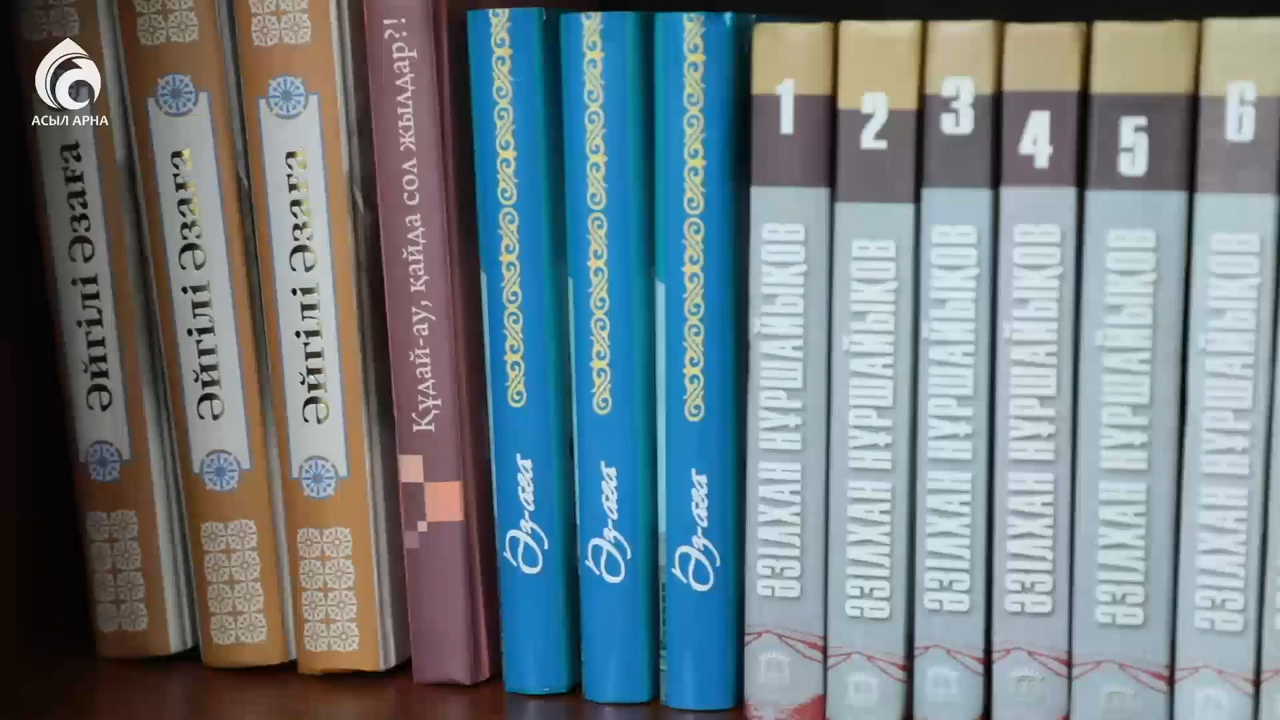 АСЫЛ АРНА
Әйгілі Әзаға
Әйгілі Әзаға
Әйгілі Әзаға
Құдай-ау, қайда сол жылдар?!
Әз-аға
Әз-аға
Әз-аға
1
ӘЗІЛХАН НҰРШАЙЫҚОВ
2
ӘЗІЛХАН НҰРШАЙЫҚОВ
3
ӘЗІЛХАН НҰРШАЙЫҚОВ
4
ӘЗІЛХАН НҰРШАЙЫҚОВ
5
ӘЗІЛХАН НҰРШАЙЫҚОВ
6
ӘЗІЛХАН НҰРШАЙЫҚОВ